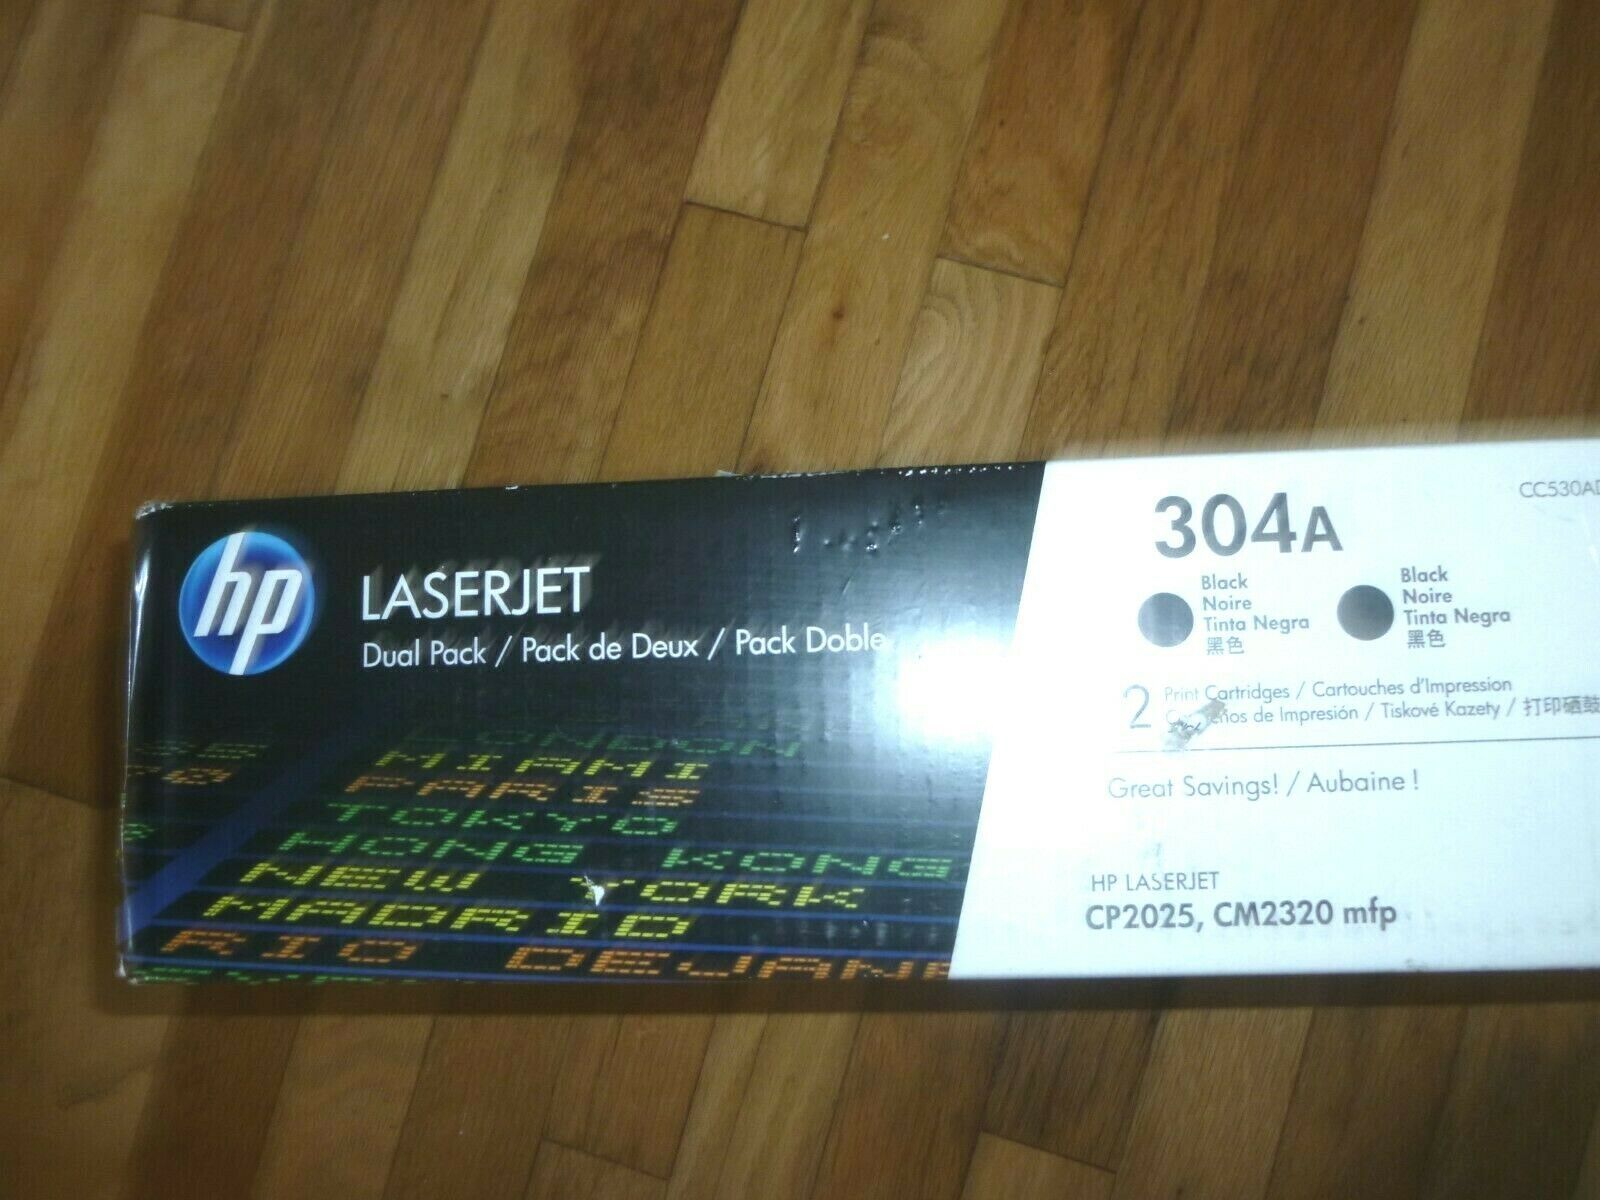 hp
LASERJET
Dual Pack / Pack de Deux / Pack Doble
304A
CC530AD
Black
Noire
Tinta Negra
黑色
Black
Noire
Tinta Negra
黑色
2 Print Cartridges / Cartouches d'Impression
de Impresión / Tiskové Kazety / 打印硒鼓
Great Savings! / Aubaine !
HP LASERJET
CP2025, CM2320 mfp
LONDON
MIAMI
PARIS
TOKYO
HONG KONG
NEW YORK
MADRID
RIO DEJANE